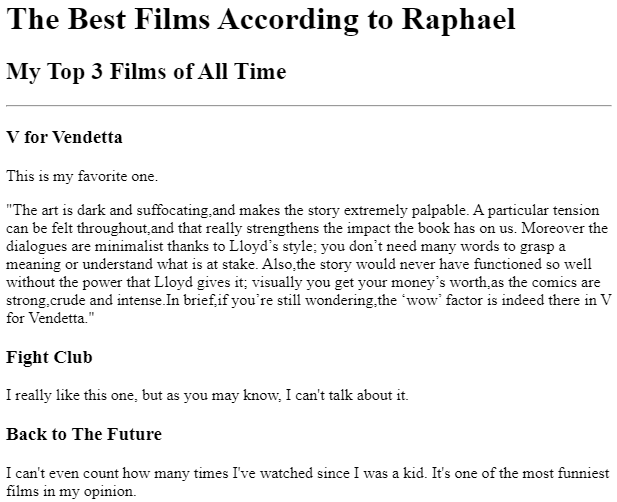 The Best Films According to Raphael
My Top 3 Films of All Time
V for Vendetta
This is my favorite one.
"The art is dark and suffocating,and makes the story extremely palpable. A particular tension
can be felt throughout,and that really strengthens the impact the book has on us. Moreover the
dialogues are minimalist thanks to Lloyd’s style; you don’t need many words to grasp a
meaning or understand what is at stake. Also,the story would never have functioned so well
without the power that Lloyd gives it; visually you get your money’s worth,as the comics are
strong,crude and intense.In brief,if you’re still wondering,the ‘wow’ factor is indeed there in V
for Vendetta."
Fight Club
I really like this one, but as you may know, I can't talk about it.
Back to The Future
I can't even count how many times I've watched since I was a kid. It's one of the most funniest
films in my opinion.